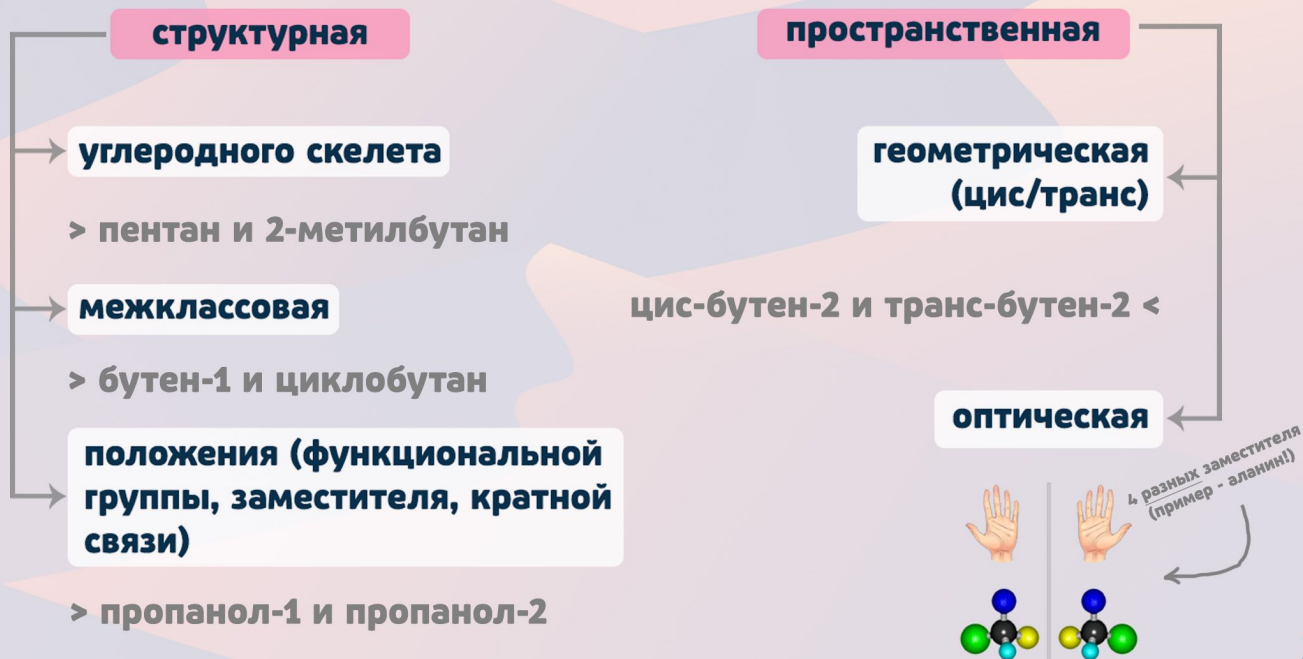 структурная
углеродного скелета
> пентан и 2-метилбутан
межклассовая
> бутен-1 и циклобутан
положения (функциональной
группы, заместителя, кратной
связи)
> пропанол-1 и пропанол-2
пространственная
геометрическая
(цис/транс)
цис-бутен-2 и транс-бутен-2 <
оптическая
4 разных заместителя
(пример - аланин!)